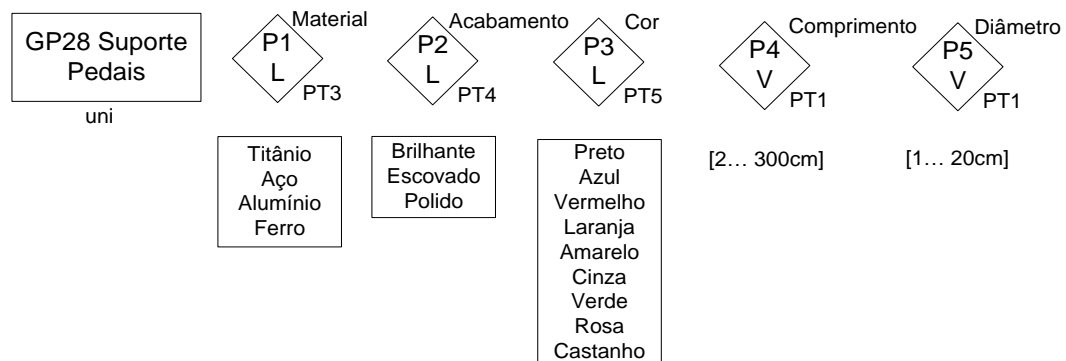 GP28 Suporte
Pedais
uni
P1
L
Material
PT3
Titânio
Aço
Alumínio
Ferro
P2
L
Acabamento
PT4
Brilhante
Escovado
Polido
P3
L
Cor
PT5
Preto
Azul
Vermelho
Laranja
Amarelo
Cinza
Verde
Rosa
Castanho
P4
V
Comprimento
PT1
[2… 300cm]
P5
V
Diâmetro
PT1
[1… 20cm]